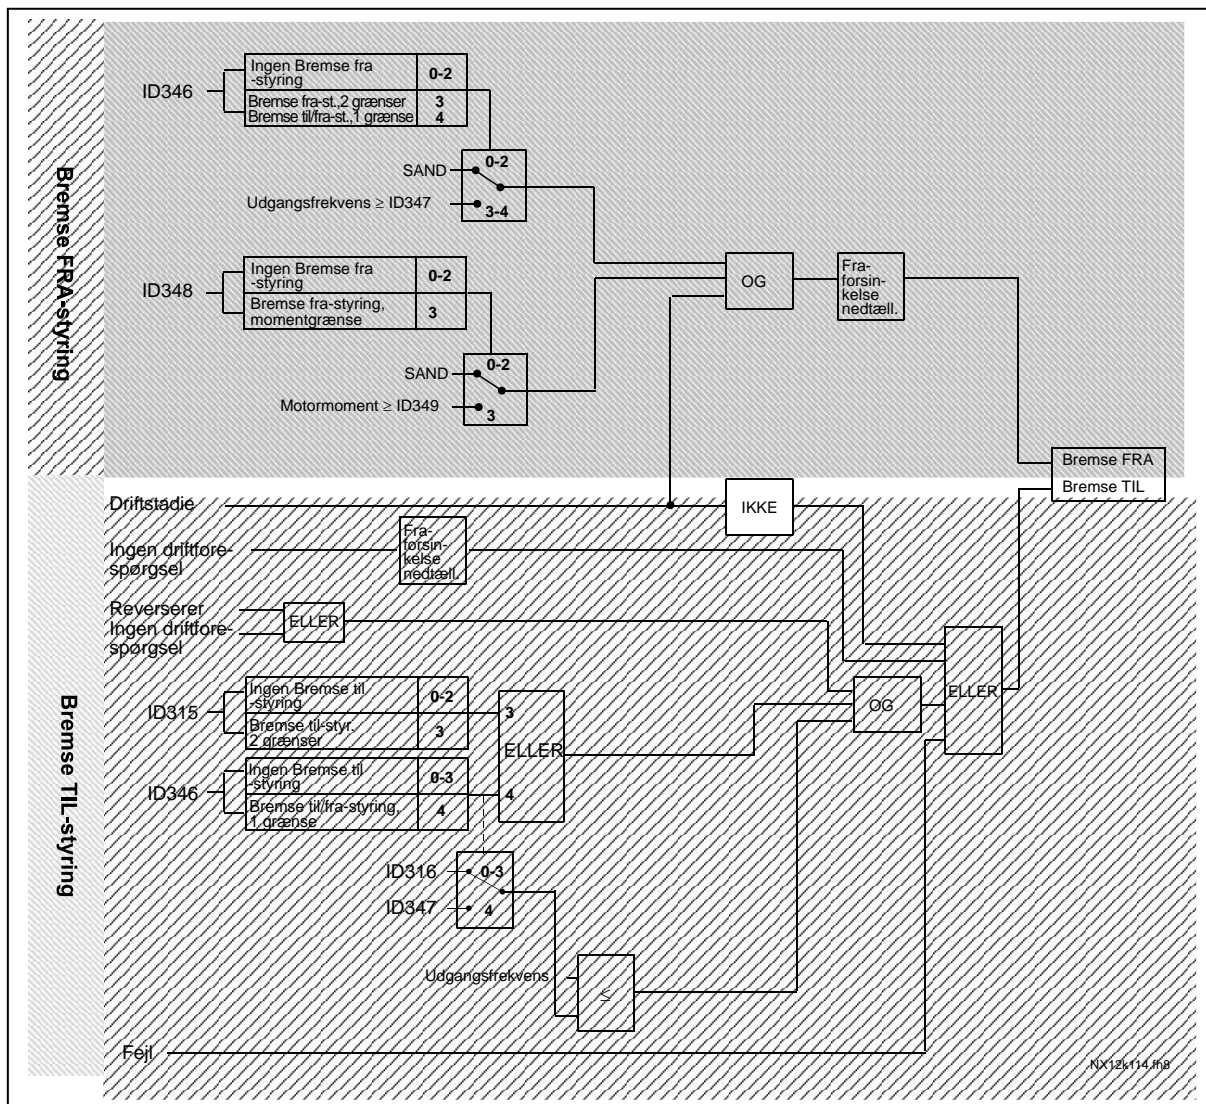 Bremse FRA-styring
ID346
Ingen Bremse fra
-styring
0-2
Bremse fra-st.,2 grænser
3
Bremse til/fra-st.,1 grænse
4
SAND
0-2
Udgangsfrekvens ≥ ID347
3-4
ID348
Ingen Bremse fra
-styring
0-2
Bremse fra-styring,
momentgrænse
3
SAND
0-2
Motormoment ≥ ID349
3
OG
Fra-
forsin-
kelse
nedtæll.
Bremse FRA
Bremse TIL
Bremse TIL-styring
Driftstadie
IKKE
Ingen driftfore-
spørgsel
Fra-
forsin-
kelse
nedtæll.
Reverserer
Ingen driftfore-
spørgsel
ELLER
ID315
Ingen Bremse til
-styring
0-2
Bremse til-styr.
2 grænser
3
ID346
Ingen Bremse til
-styring
0-3
Bremse til/fra-styring,
1 grænse
4
3
ELLER
4
OG
ELLER
ID316
0-3
ID347
4
Udgangsfrekvens
≤
Fejl
NX12k114.fh8